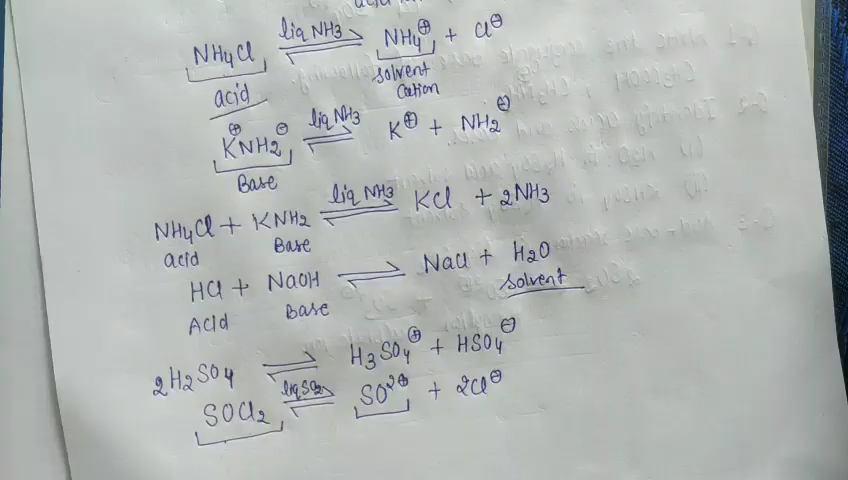 NH4Cl liq NH3 ⇌ NH4⊕ + Cl⊖
acid solvent cation
K⊕NH2⊖ liq NH3 ⇌ K⊕ + NH2⊖
Base
NH4Cl + KNH2 liq NH3 ⇌ KCl + 2NH3
acid Base
HCl + NaOH ⇌ NaCl + H2O
Acid Base solvent
2H2SO4 ⇌ H3SO4⊕ + HSO4⊖
SOCl2 liq SO2 ⇌ SO2⊕ + 2Cl⊖